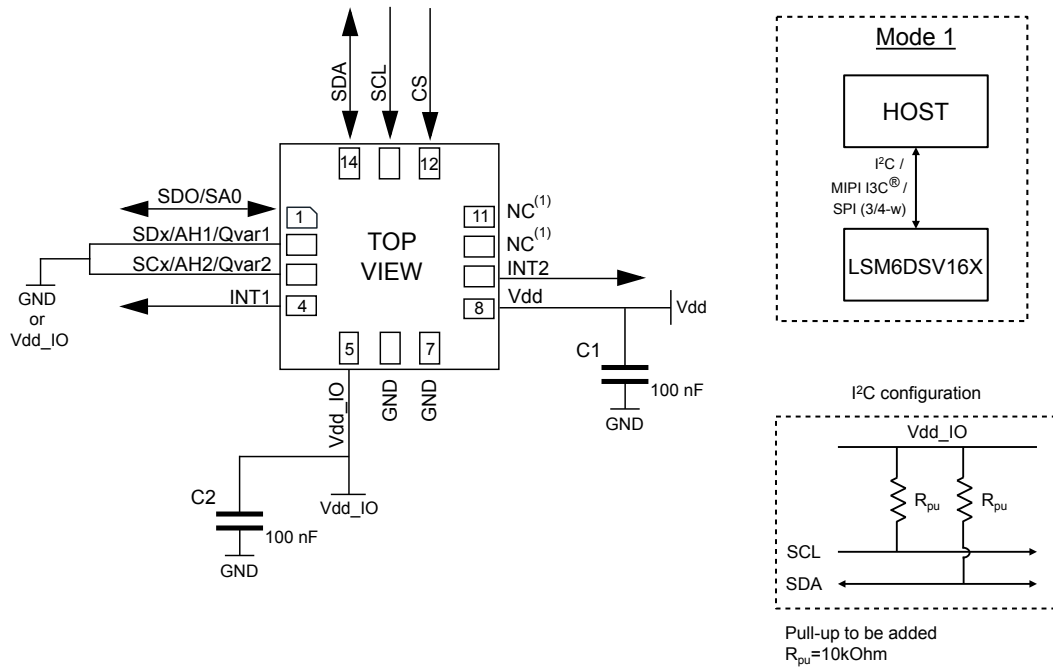 SDA
SCL
CS
14
12
SDO/SA0
1
SDx/AH1/Qvar1
SCx/AH2/Qvar2
INT1
4
GND
or
Vdd_IO
TOP
VIEW
11
NC(1)
NC(1)
INT2
Vdd
8
Vdd
5
7
Vdd_IO
GND
GND
C1
100 nF
GND
C2
100 nF
GND
Vdd_IO
Mode 1
HOST
I²C /
MIPI I3C® /
SPI (3/4-w)
LSM6DSV16X
I²C configuration
Vdd_IO
Rpu
Rpu
SCL
SDA
Pull-up to be added
Rpu=10kOhm